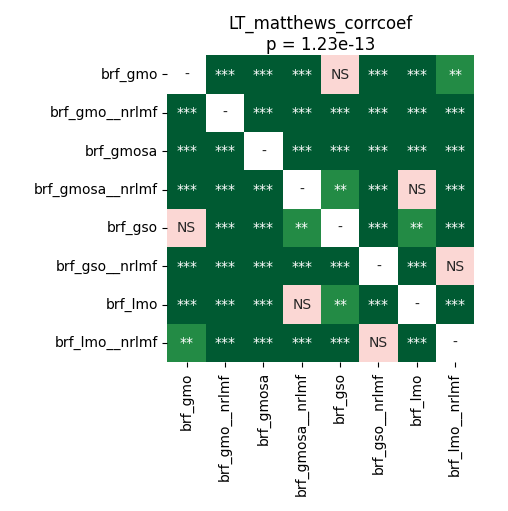 LT_matthews_corrcoef
p = 1.23e-13
brf_gmo - *** *** *** NS *** *** **
brf_gmo__nrlmf *** - *** *** *** *** *** ***
brf_gmosa *** *** - *** *** *** *** ***
brf_gmosa__nrlmf *** *** *** - ** *** NS ***
brf_gso NS *** *** ** - *** ** ***
brf_gso__nrlmf *** *** *** *** *** - *** NS
brf_lmo *** *** *** NS ** *** - ***
brf_lmo__nrlmf ** *** *** *** *** NS *** -
brf_gmo
brf_gmo__nrlmf
brf_gmosa
brf_gmosa__nrlmf
brf_gso
brf_gso__nrlmf
brf_lmo
brf_lmo__nrlmf